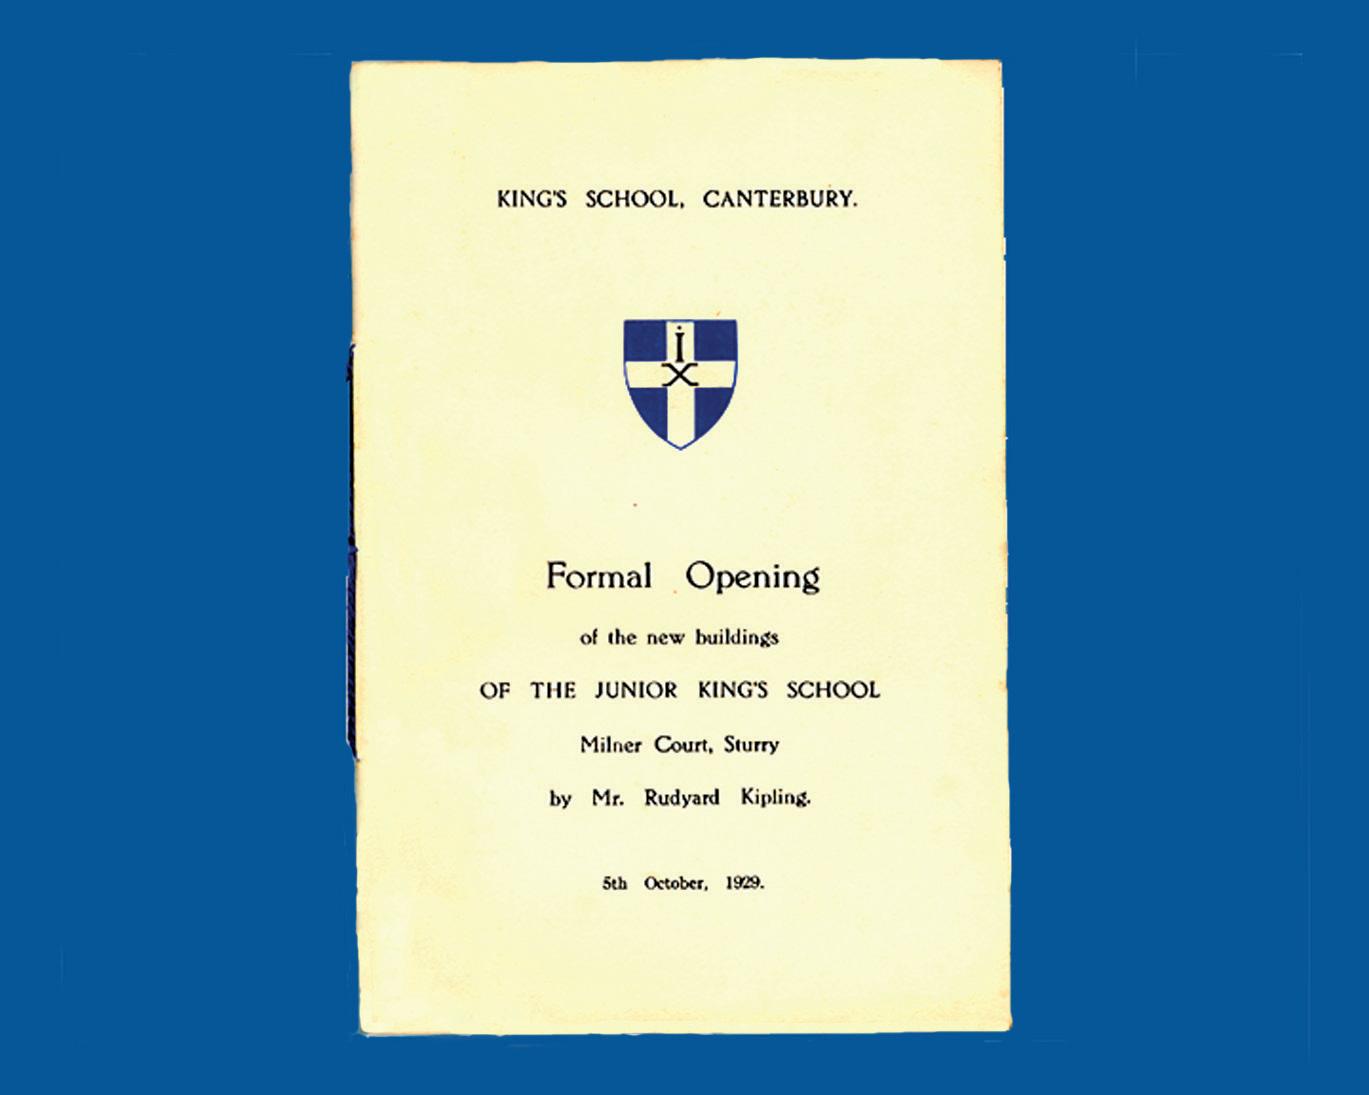 KING'S SCHOOL, CANTERBURY.
i
X
Formal Opening
of the new buildings
OF THE JUNIOR KING'S SCHOOL
Milner Court, Sturry
by Mr. Rudyard Kipling.
5th October, 1929.